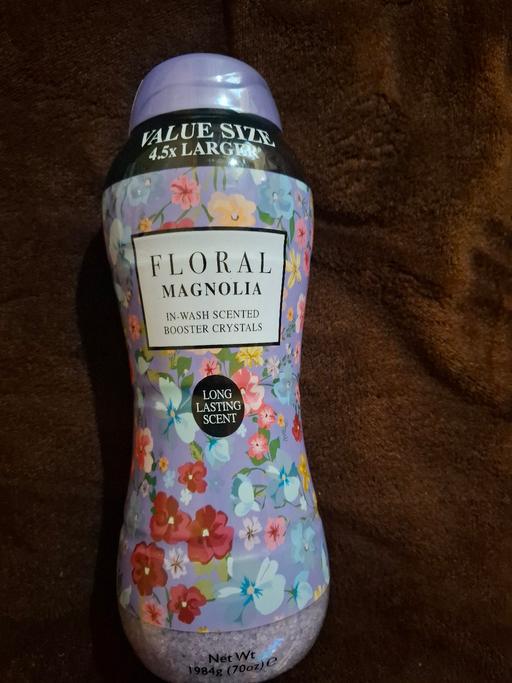 VALUE SIZE
4.5x LARGER*
FLORAL
MAGNOLIA
IN-WASH SCENTED
BOOSTER CRYSTALS
LONG
LASTING
SCENT
Net Wt
1984g (70oz) e